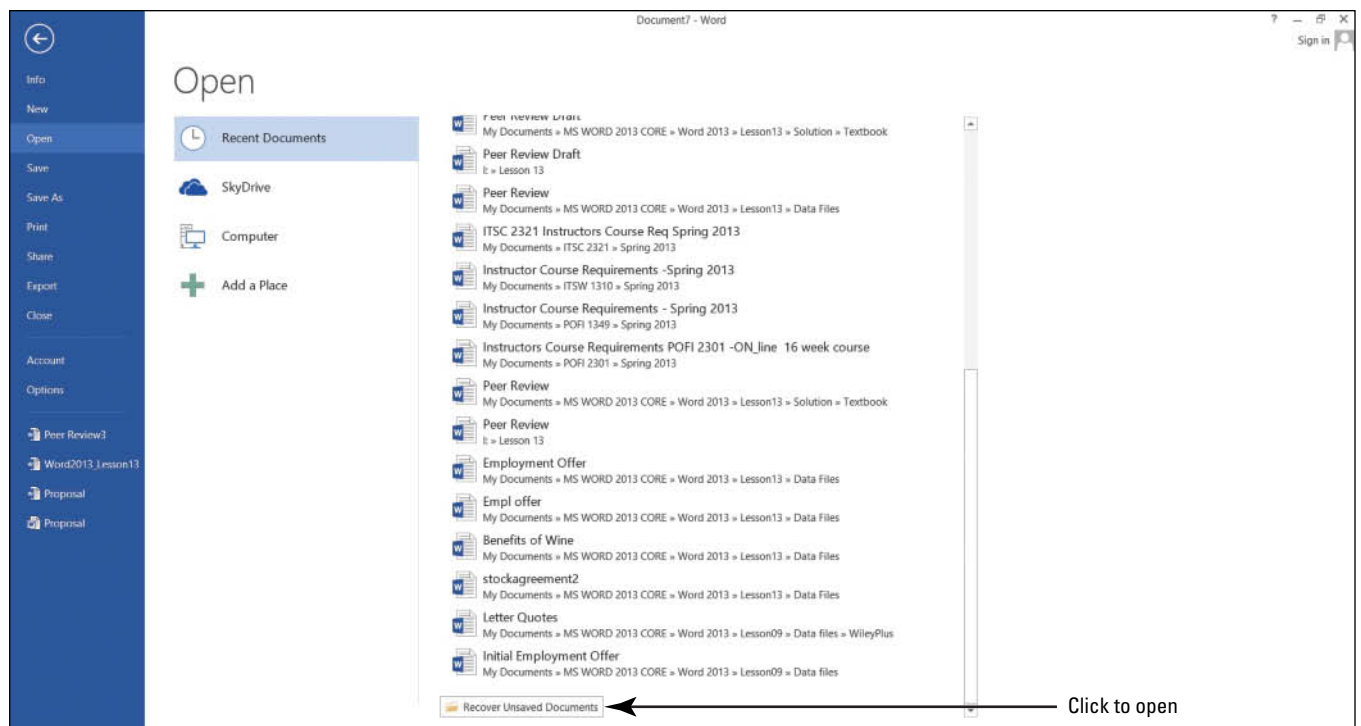 Document7 - Word
?
Sign in
Info
New
Open
Save
Save As
Print
Share
Export
Close
Account
Options
Peer Review3
Word2013_Lesson13
Proposal
Proposal
Open
Recent Documents
SkyDrive
Computer
Add a Place
Peer Review Draft
My Documents » MS WORD 2013 CORE » Word 2013 » Lesson13 » Solution » Textbook
Peer Review Draft
I: » Lesson 13
Peer Review
My Documents » MS WORD 2013 CORE » Word 2013 » Lesson13 » Data Files
ITSC 2321 Instructors Course Req Spring 2013
My Documents » ITSC 2321 » Spring 2013
Instructor Course Requirements -Spring 2013
My Documents » ITSW 1310 » Spring 2013
Instructor Course Requirements - Spring 2013
My Documents » POFI 1349 » Spring 2013
Instructors Course Requirements POFI 2301 -ON_line 16 week course
My Documents » POFI 2301 » Spring 2013
Peer Review
My Documents » MS WORD 2013 CORE » Word 2013 » Lesson13 » Solution » Textbook
Peer Review
I: » Lesson 13
Employment Offer
My Documents » MS WORD 2013 CORE » Word 2013 » Lesson13 » Data Files
Empl offer
My Documents » MS WORD 2013 CORE » Word 2013 » Lesson13 » Data Files
Benefits of Wine
My Documents » MS WORD 2013 CORE » Word 2013 » Lesson13 » Data Files
stockagreement2
My Documents » MS WORD 2013 CORE » Word 2013 » Lesson13 » Data Files
Letter Quotes
My Documents » MS WORD 2013 CORE » Word 2013 » Lesson09 » Data files » WileyPlus
Initial Employment Offer
My Documents » MS WORD 2013 CORE » Word 2013 » Lesson09 » Data files
Recover Unsaved Documents
Click to open